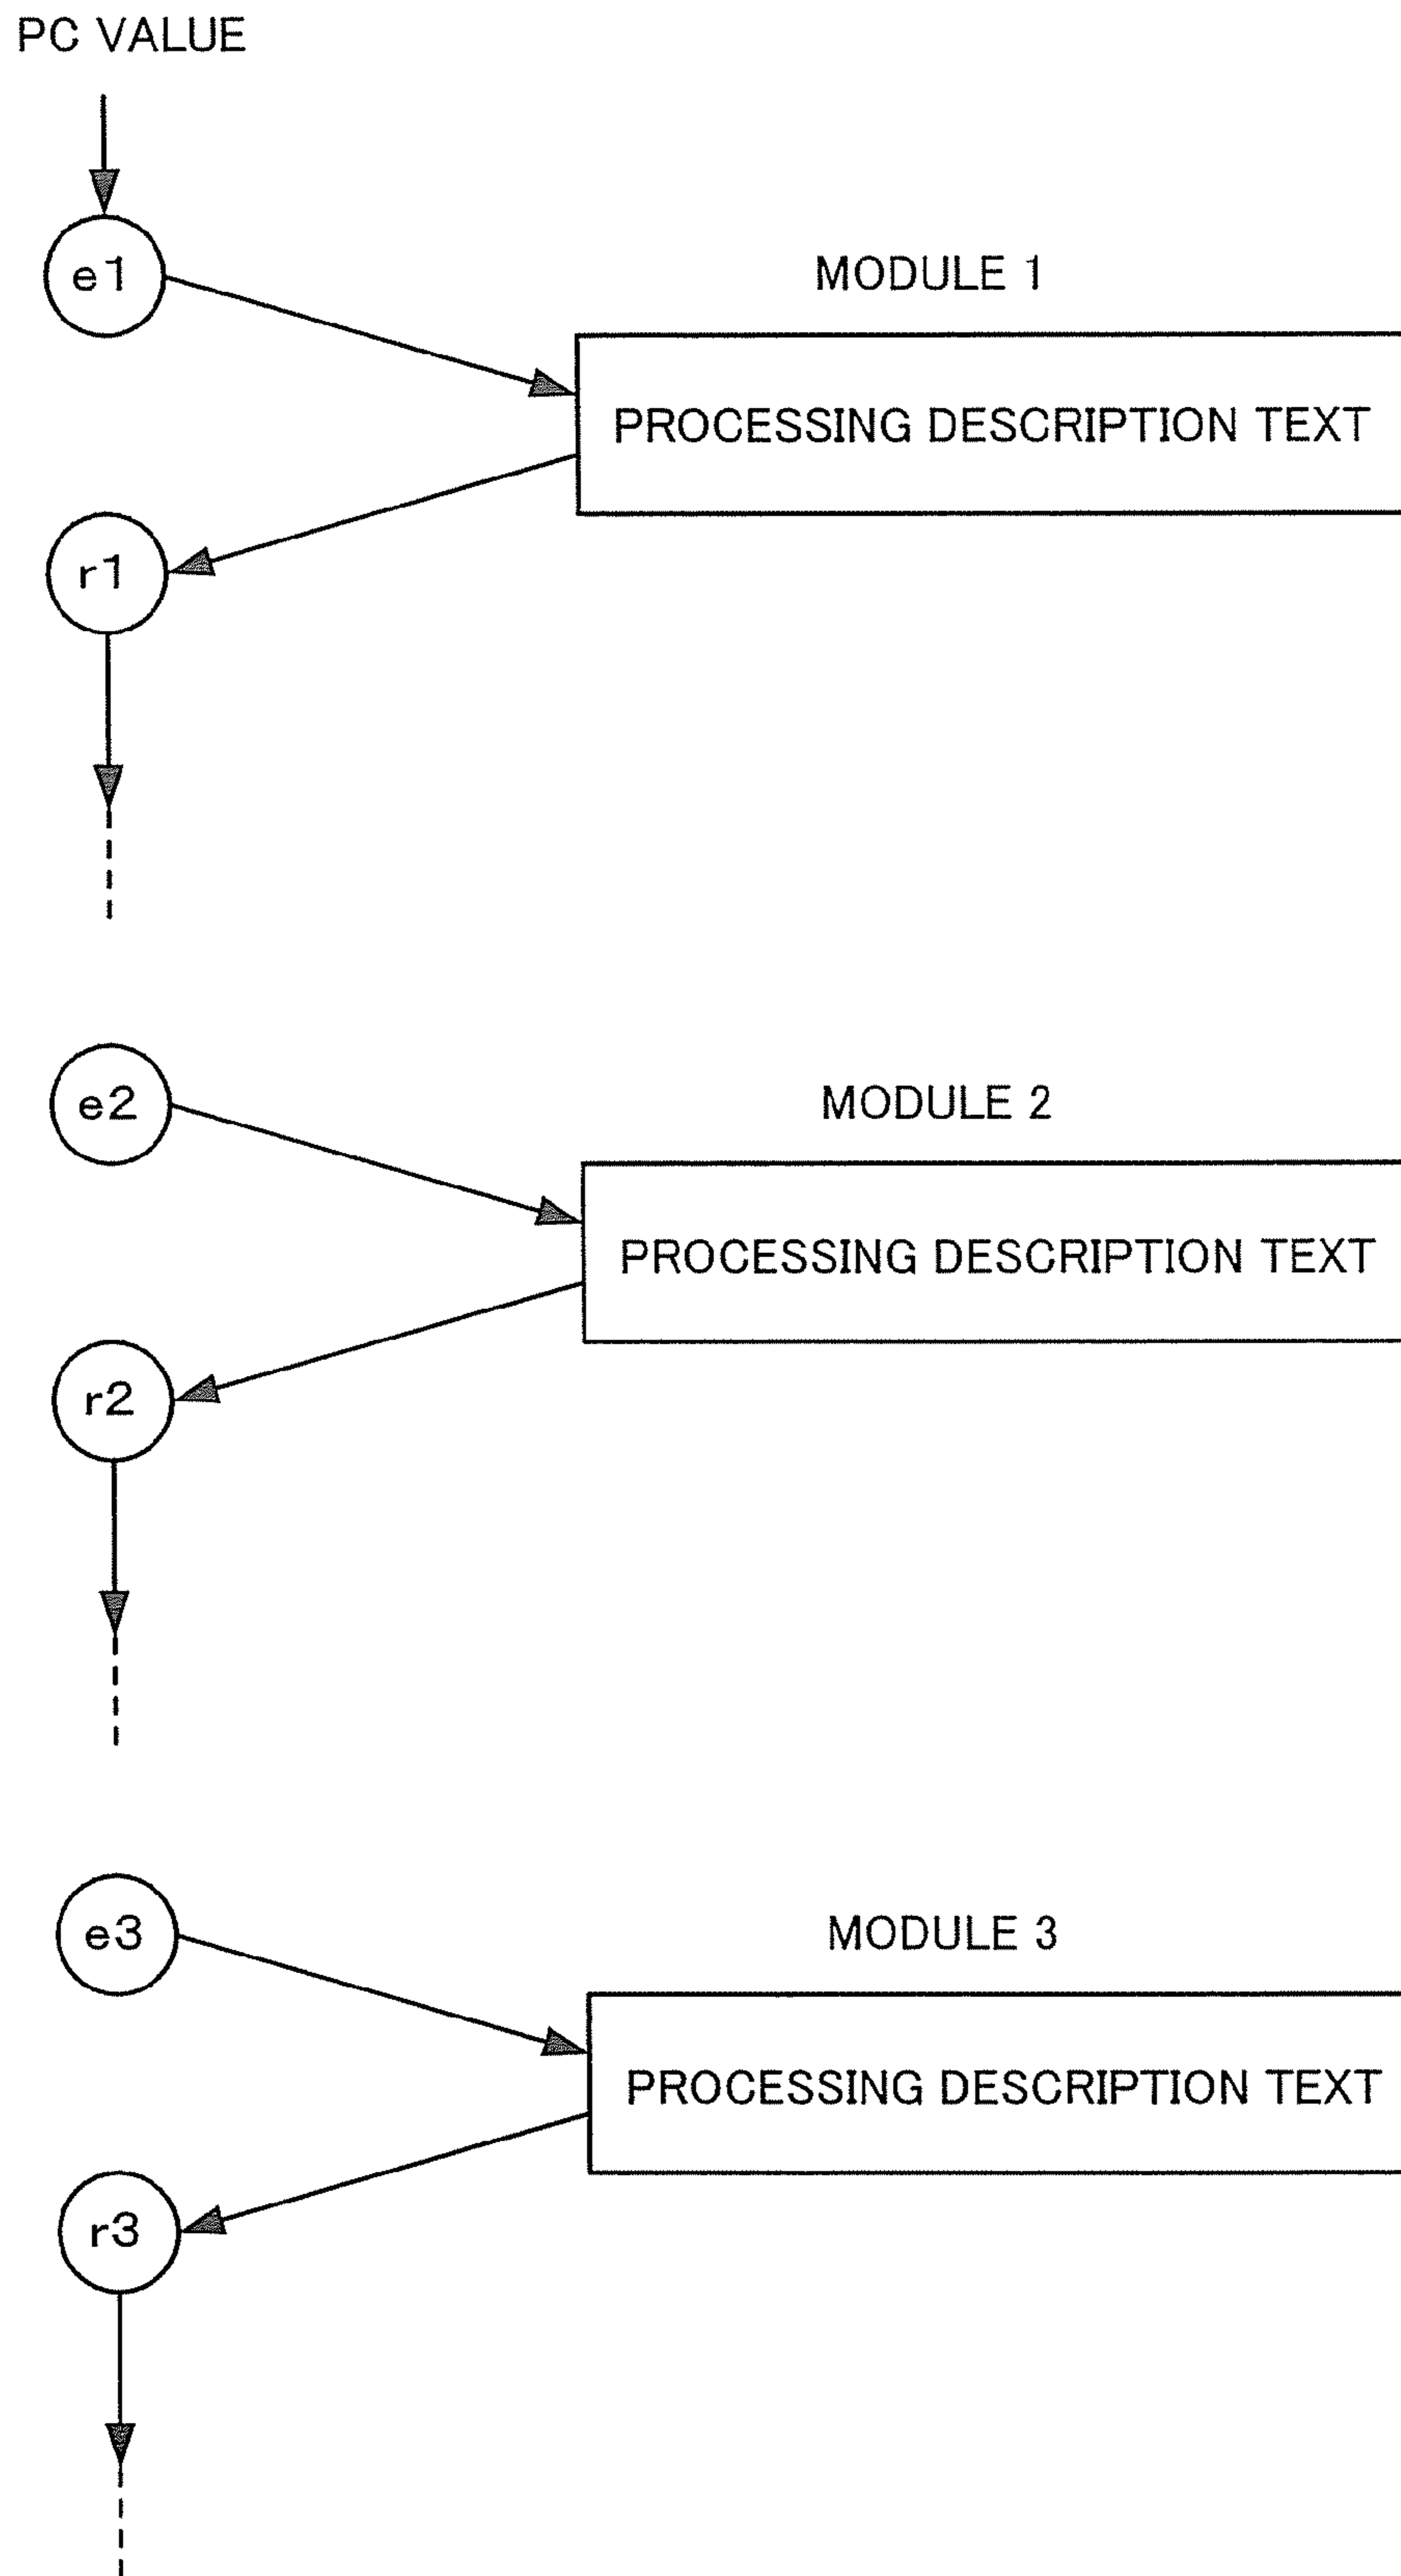 PC VALUE
e1
MODULE 1
PROCESSING DESCRIPTION TEXT
r1
e2
MODULE 2
PROCESSING DESCRIPTION TEXT
r2
e3
MODULE 3
PROCESSING DESCRIPTION TEXT
r3